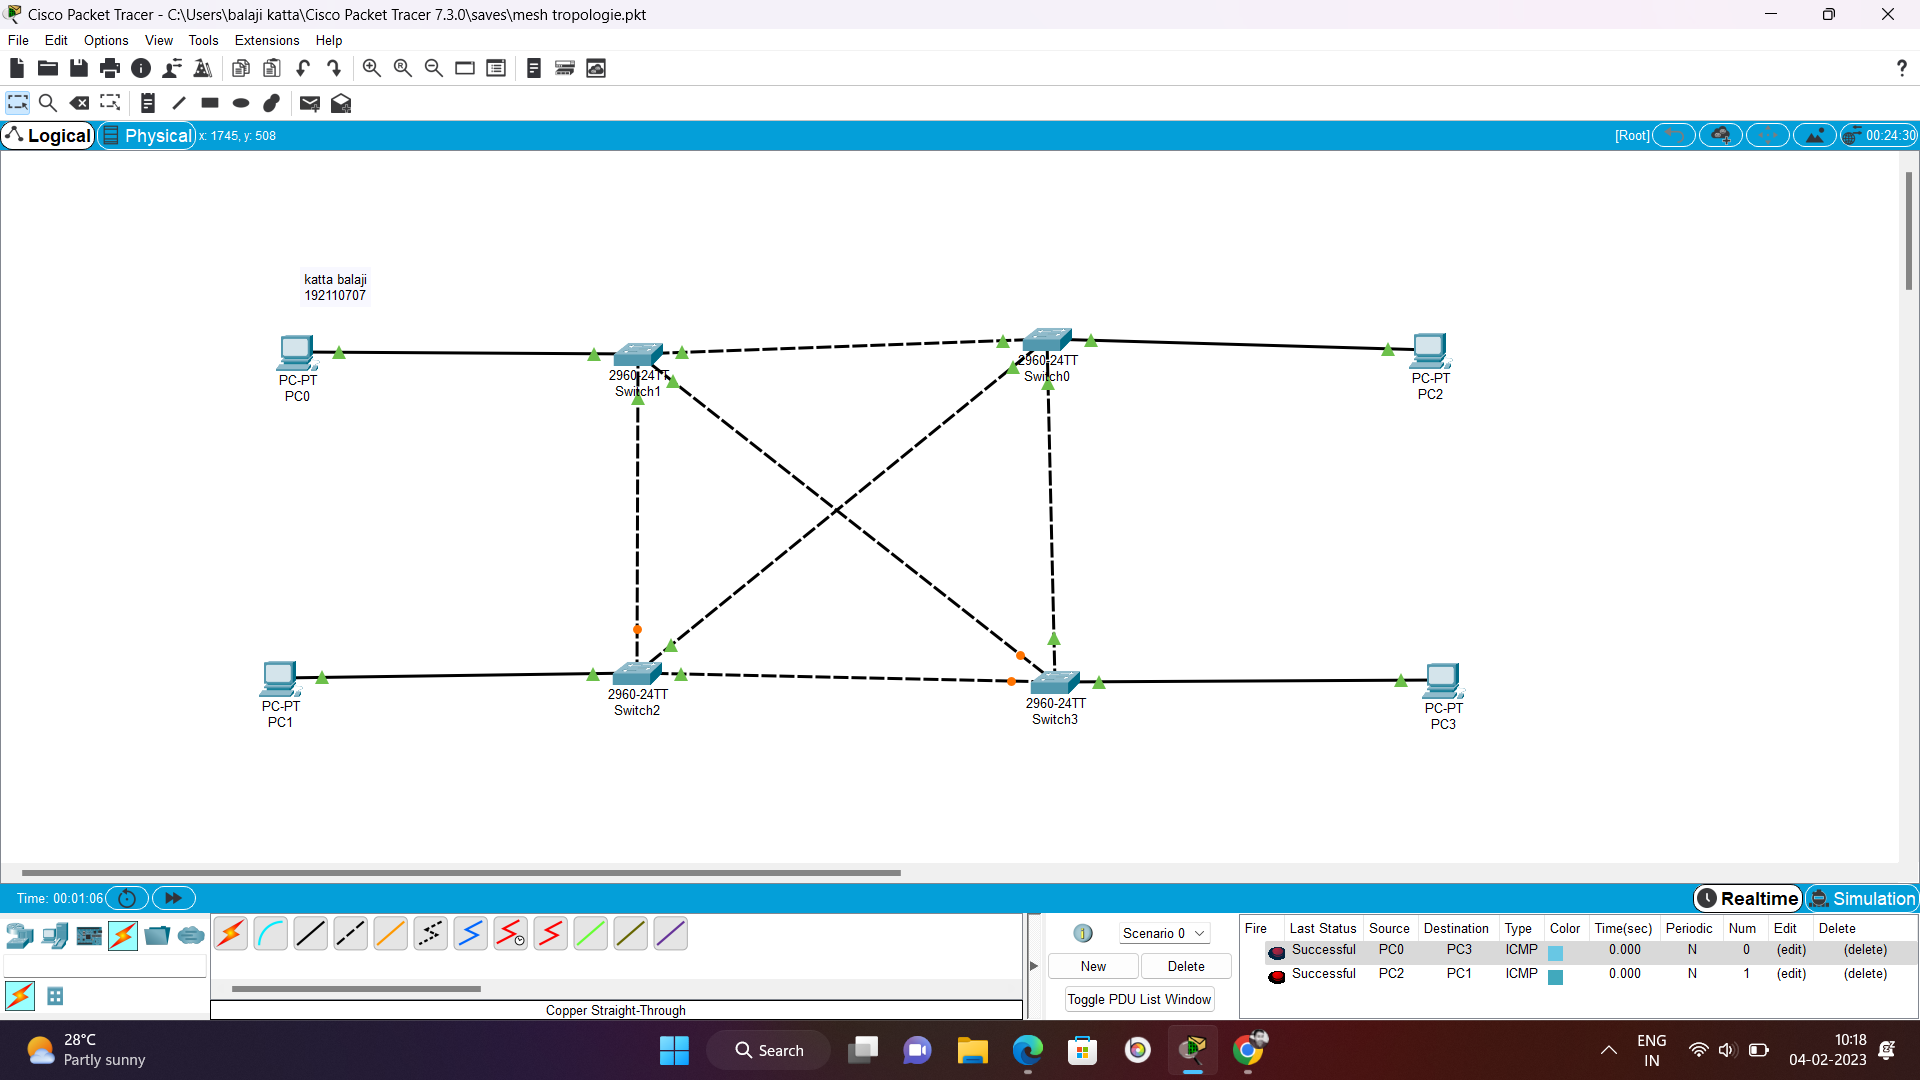 Cisco Packet Tracer - C:\Users\balaji katta\Cisco Packet Tracer 7.3.0\saves\mesh tropologie.pkt
File Edit Options View Tools Extensions Help
?
Logical Physical x: 1745, y: 508 [Root] 00:24:30
katta balaji
192110707
PC-PT
PC0
2960-24TT
Switch1
2960-24TT
Switch0
PC-PT
PC2
PC-PT
PC1
2960-24TT
Switch2
2960-24TT
Switch3
PC-PT
PC3
Time: 00:01:06 Realtime Simulation
Scenario 0
New Delete
Toggle PDU List Window
Fire Last Status Source Destination Type Color Time(sec) Periodic Num Edit Delete
Successful PC0 PC3 ICMP 0.000 N 0 (edit) (delete)
Successful PC2 PC1 ICMP 0.000 N 1 (edit) (delete)
Copper Straight-Through
28°C
Partly sunny
Search
ENG
IN
10:18
04-02-2023